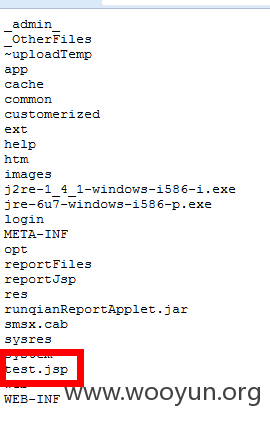 _admin_
_OtherFiles
~uploadTemp
app
cache
common
customerized
ext
help
htm
images
j2re-1_4_1-windows-i586-i.exe
jre-6u7-windows-i586-p.exe
login
META-INF
opt
reportFiles
reportJsp
res
runqianReportApplet.jar
smsx.cab
sysres
system
test.jsp
www.wooyun.org
WEB-INF